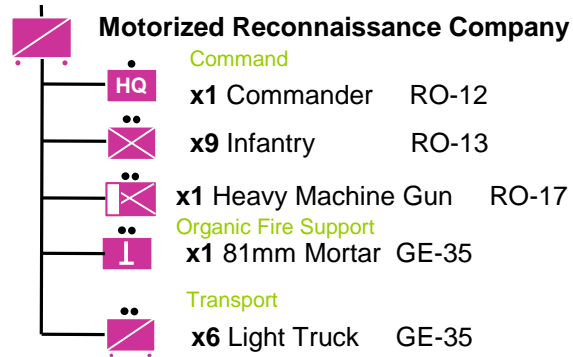 Motorized Reconnaissance Company
Command
HQ
x1 Commander RO-12
x9 Infantry RO-13
x1 Heavy Machine Gun RO-17
Organic Fire Support
x1 81mm Mortar GE-35
Transport
x6 Light Truck GE-35